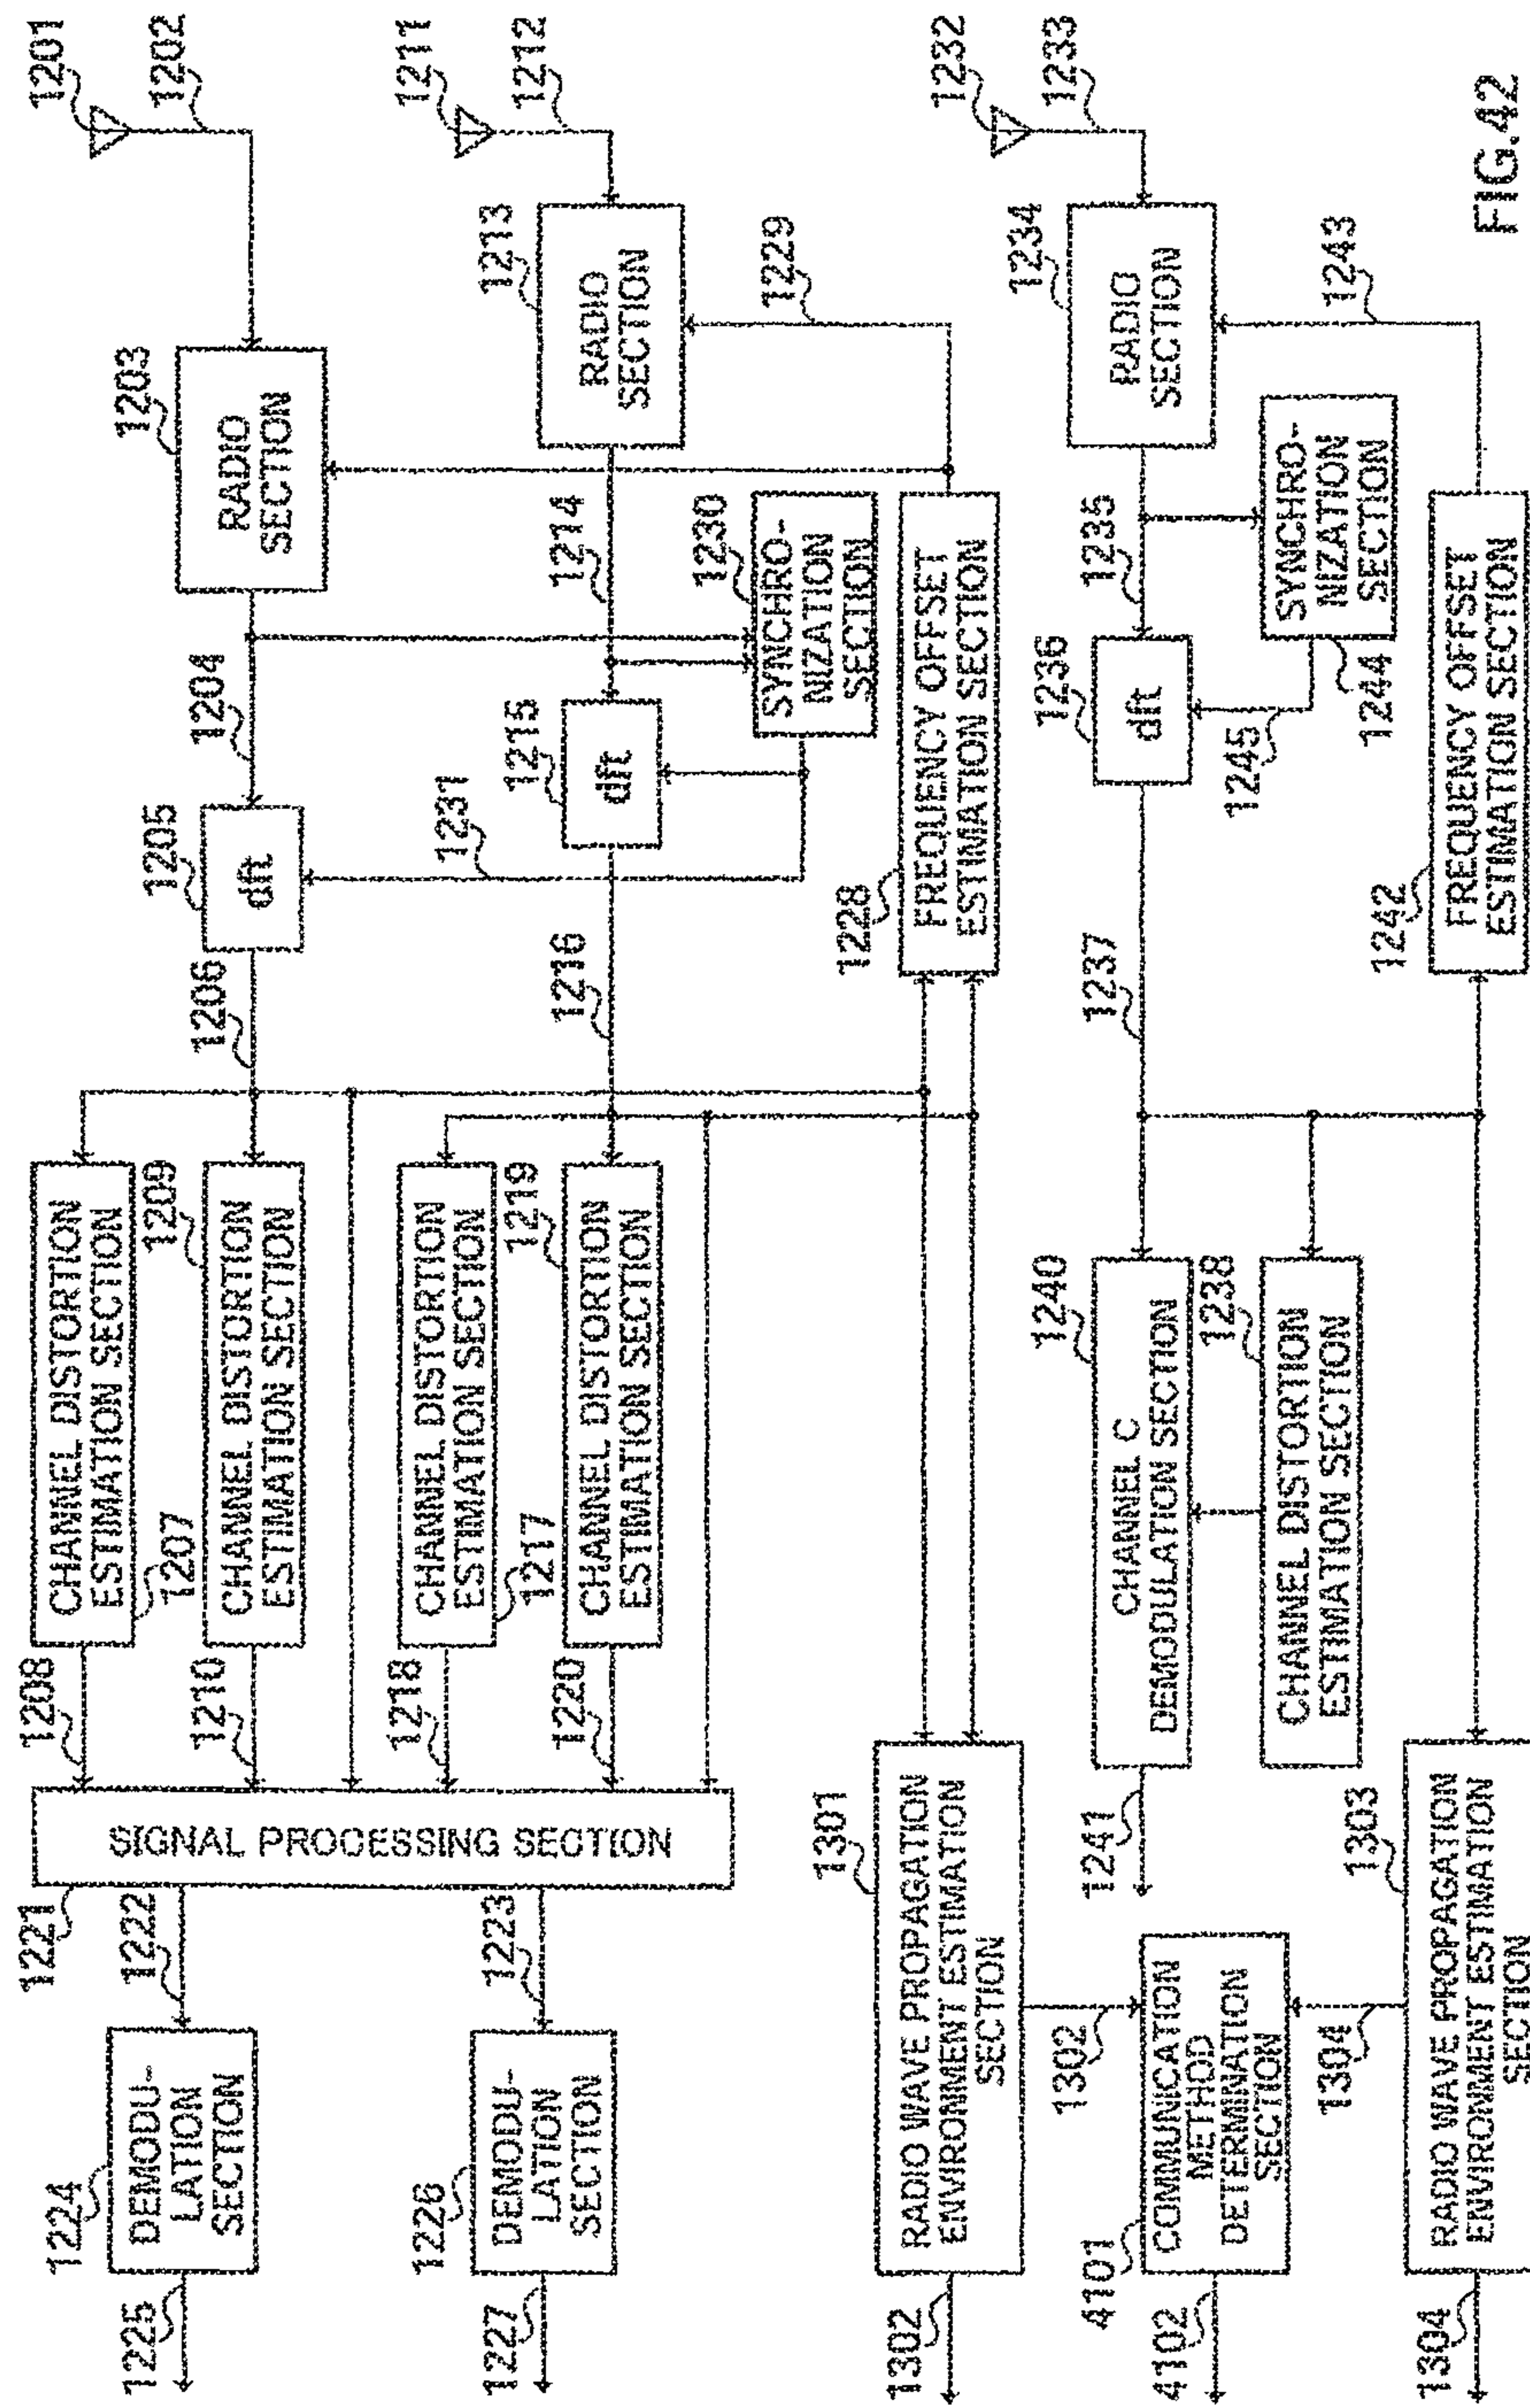 1201
1202
1203
RADIO
SECTION
1204
1205
dft
1206
CHANNEL DISTORTION
ESTIMATION SECTION
1207
1208
1209
CHANNEL DISTORTION
ESTIMATION SECTION
1210
1211
1212
1213
RADIO
SECTION
1214
1215
dft
1216
CHANNEL DISTORTION
ESTIMATION SECTION
1217
1218
1219
CHANNEL DISTORTION
ESTIMATION SECTION
1220
SIGNAL PROCESSING SECTION
1221
1222
1223
1224
DEMODU-
LATION
SECTION
1225
1226
DEMODU-
LATION
SECTION
1227
1228
FREQUENCY OFFSET
ESTIMATION SECTION
1229
1230
SYNCHRO-
NIZATION
SECTION
1231
1301
RADIO WAVE PROPAGATION
ENVIRONMENT ESTIMATION
SECTION
1302
1302
1232
1233
1234
RADIO
SECTION
1235
1236
dft
1237
1238
CHANNEL DISTORTION
ESTIMATION SECTION
1240
CHANNEL C
DEMODULATION SECTION
1241
1242
FREQUENCY OFFSET
ESTIMATION SECTION
1243
SYNCHRO-
NIZATION
SECTION
1244
1245
1303
RADIO WAVE PROPAGATION
ENVIRONMENT ESTIMATION
SECTION
1304
1304
4101
COMMUNICATION
METHOD
DETERMINATION
SECTION
4102
FIG.42